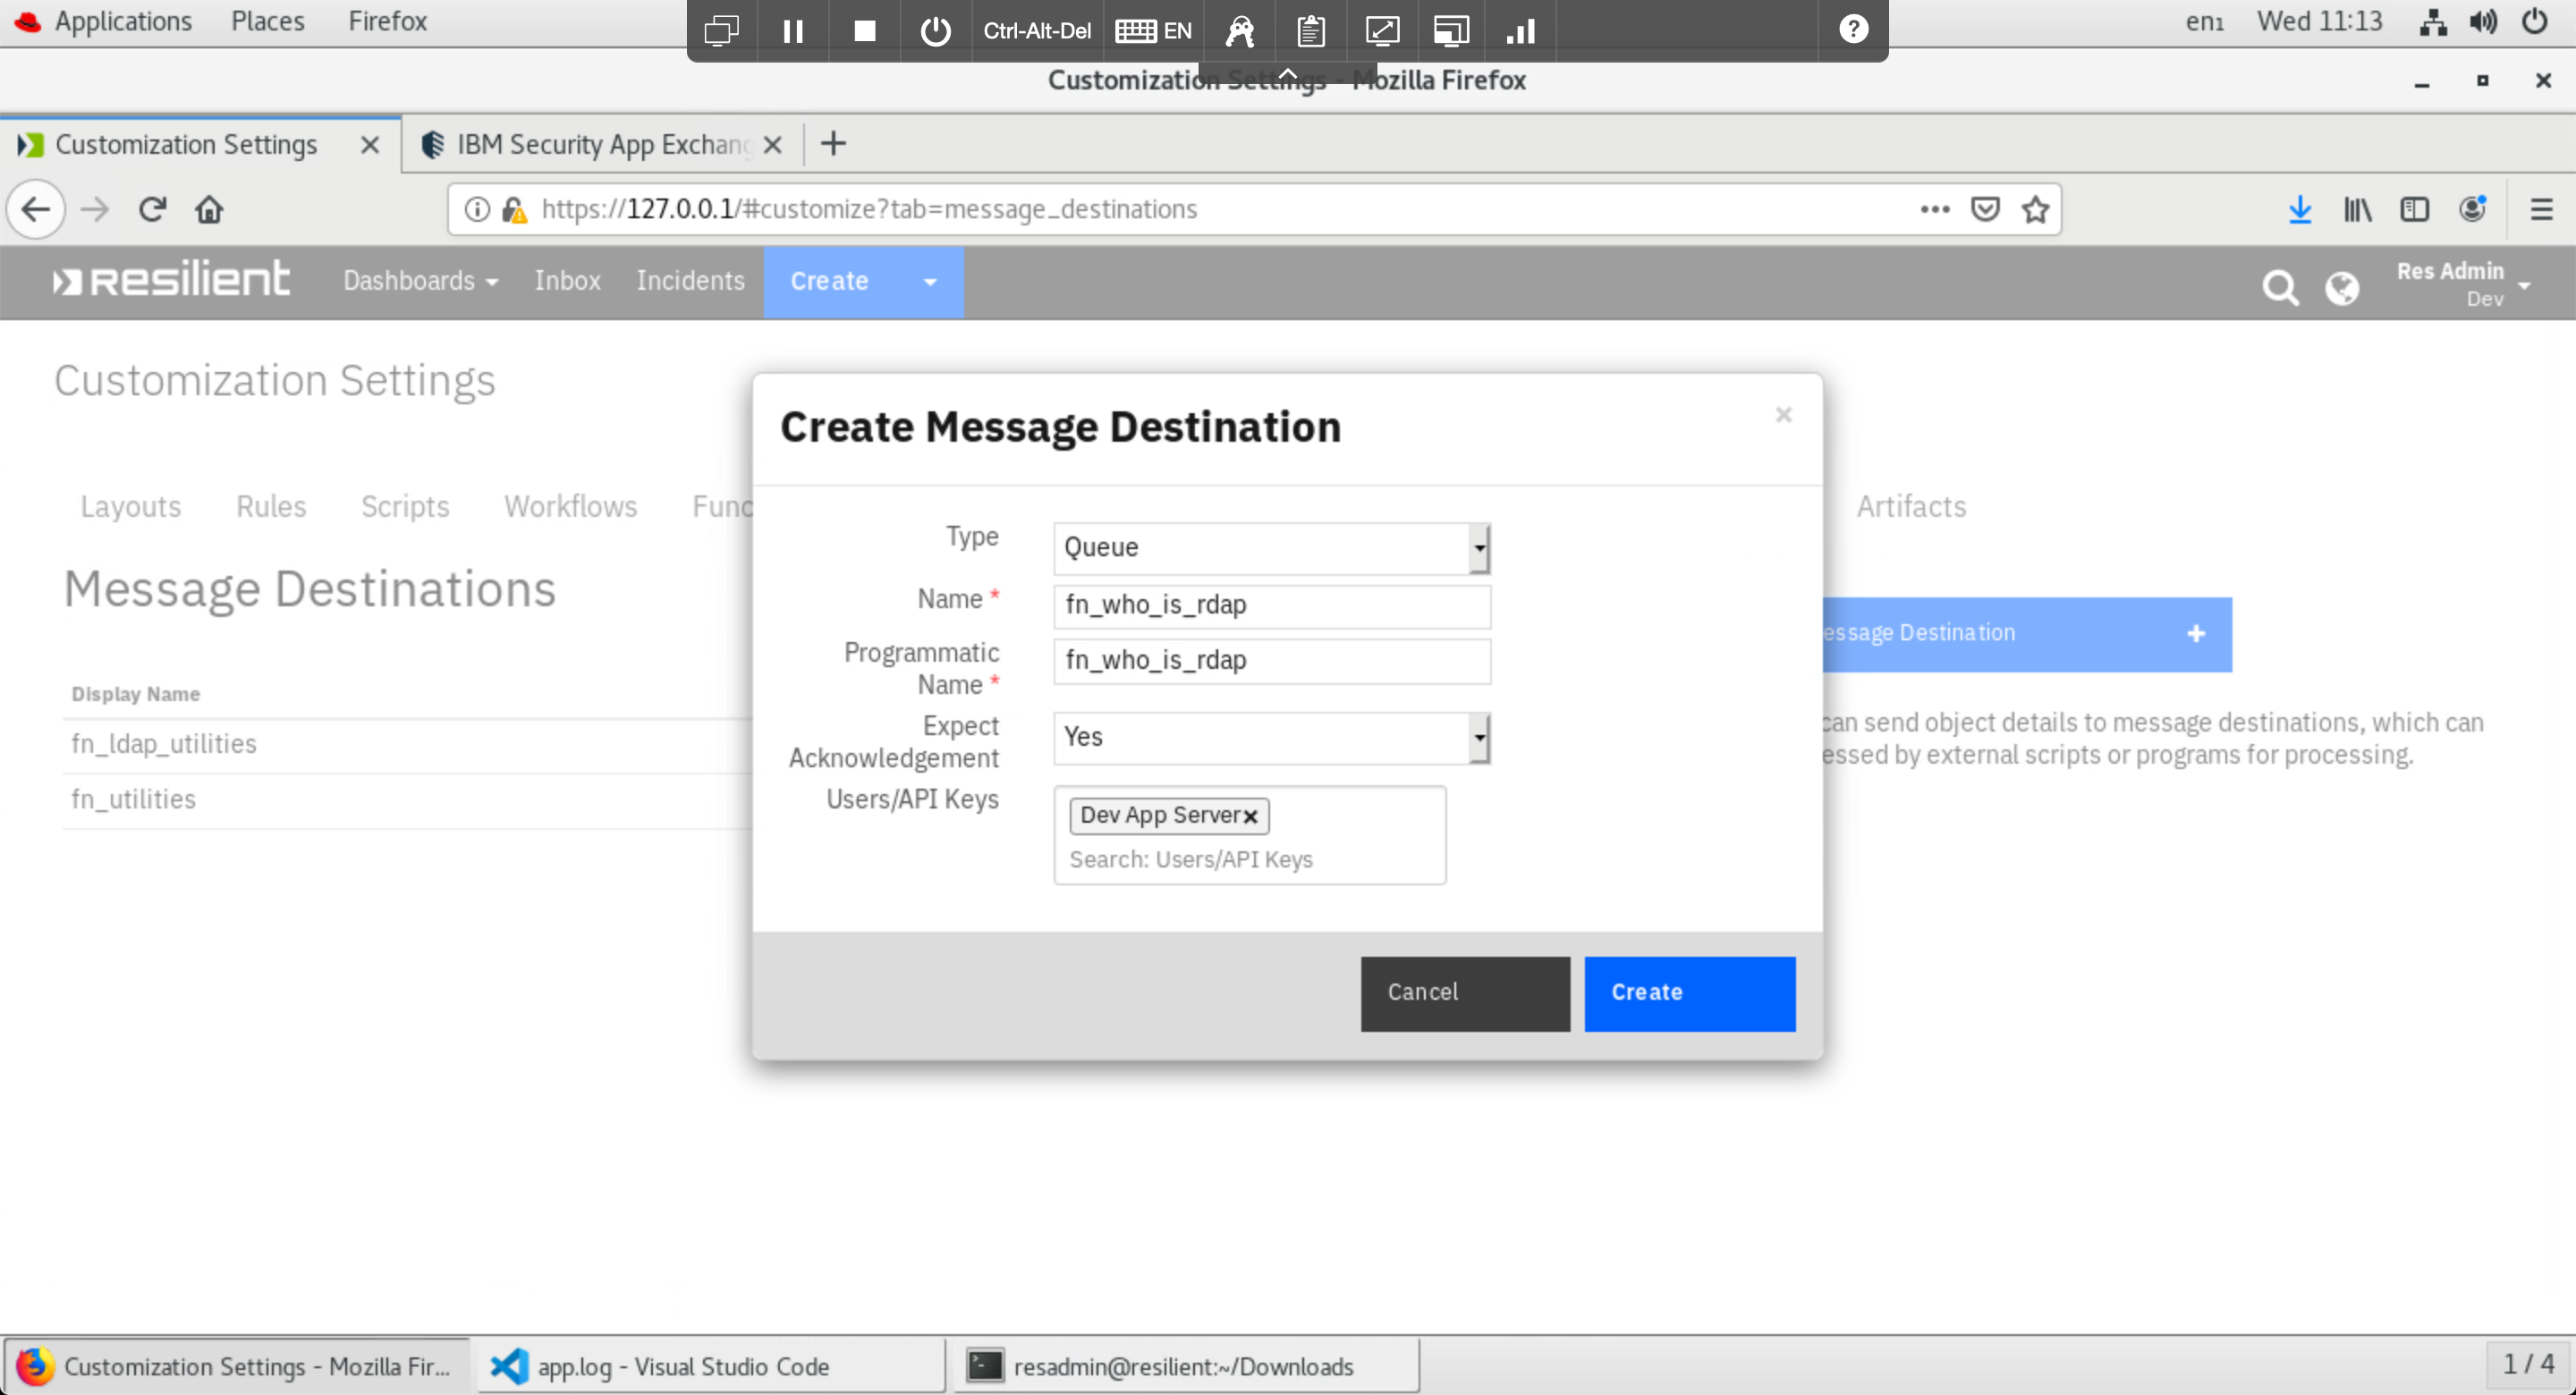 Applications Places Firefox Ctrl-Alt-Del EN en1 Wed 11:13
Customization Settings - Mozilla Firefox
Customization Settings IBM Security App Exchang
https://127.0.0.1/#customize?tab=message_destinations
resilient Dashboards Inbox Incidents Create Res Admin
Dev
Customization Settings
Create Message Destination
Layouts Rules Scripts Workflows Func Artifacts
Type Queue
Message Destinations
Name * fn_who_is_rdap
essage Destination
Programmatic Name * fn_who_is_rdap
Display Name
Expect Acknowledgement Yes
can send object details to message destinations, which can
essed by external scripts or programs for processing.
fn_ldap_utilities
fn_utilities
Users/API Keys Dev App Server
Search: Users/API Keys
Cancel Create
Customization Settings - Mozilla Fir... app.log - Visual Studio Code resadmin@resilient:~/Downloads 1 / 4